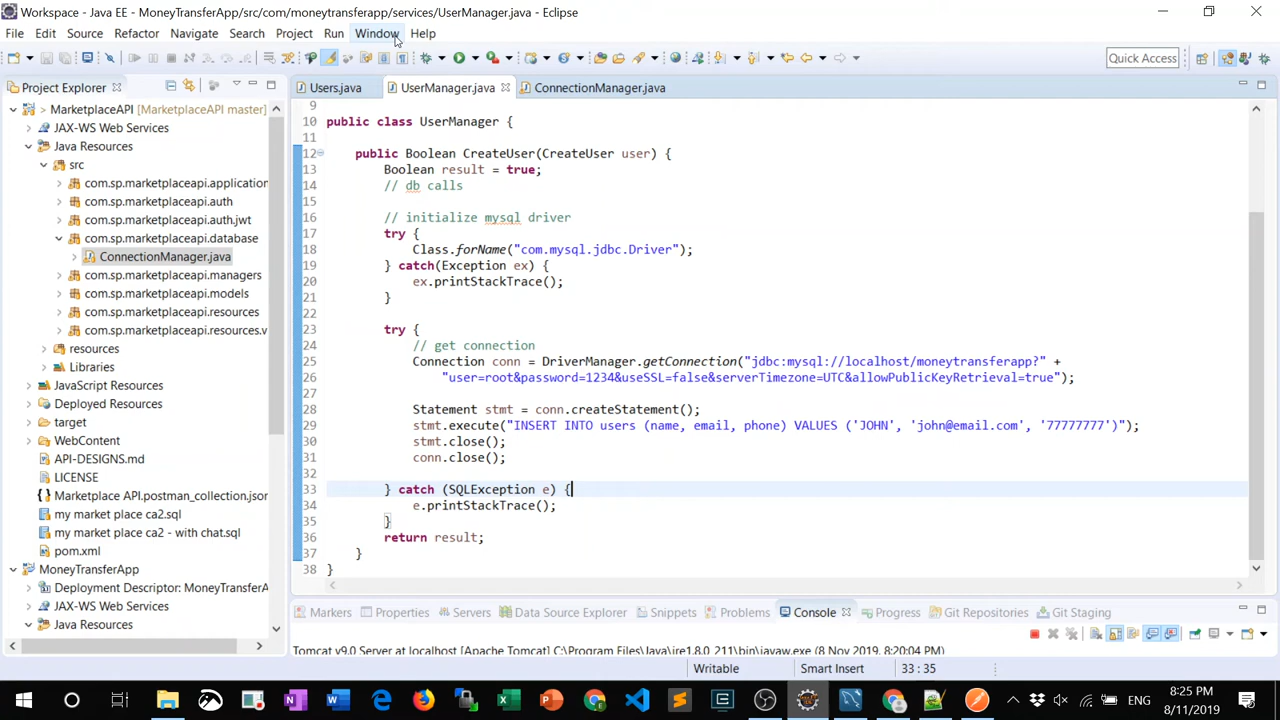 Workspace - Java EE - MoneyTransferApp/src/com/moneytransferapp/services/UserManager.java - Eclipse
File Edit Source Refactor Navigate Search Project Run Window Help
Quick Access
Project Explorer
MarketplaceAPI [MarketplaceAPI master]
JAX-WS Web Services
Java Resources
src
com.sp.marketplaceapi.application
com.sp.marketplaceapi.auth
com.sp.marketplaceapi.auth.jwt
com.sp.marketplaceapi.database
ConnectionManager.java
com.sp.marketplaceapi.managers
com.sp.marketplaceapi.models
com.sp.marketplaceapi.resources
com.sp.marketplaceapi.resources.v
resources
Libraries
JavaScript Resources
Deployed Resources
target
WebContent
API-DESIGNS.md
LICENSE
Marketplace API.postman_collection.json
my market place ca2.sql
my market place ca2 - with chat.sql
pom.xml
MoneyTransferApp
Deployment Descriptor: MoneyTransferA
JAX-WS Web Services
Java Resources
Users.java UserManager.java ConnectionManager.java
9
10 public class UserManager {
11
12 public Boolean CreateUser(CreateUser user) {
13 Boolean result = true;
14 // db calls
15
16 // initialize mysql driver
17 try {
18 Class.forName("com.mysql.jdbc.Driver");
19 } catch(Exception ex) {
20 ex.printStackTrace();
21 }
22
23 try {
24 // get connection
25 Connection conn = DriverManager.getConnection("jdbc:mysql://localhost/moneytransferapp?" +
26 "user=root&password=1234&useSSL=false&serverTimezone=UTC&allowPublicKeyRetrieval=true");
27
28 Statement stmt = conn.createStatement();
29 stmt.execute("INSERT INTO users (name, email, phone) VALUES ('JOHN', 'john@email.com', '77777777')");
30 stmt.close();
31 conn.close();
32
33 } catch (SQLException e) {
34 e.printStackTrace();
35 }
36 return result;
37 }
38 }
Markers Properties Servers Data Source Explorer Snippets Problems Console Progress Git Repositories Git Staging
Tomcat v9.0 Server at localhost [Apache Tomcat] C:\Program Files\Java\jre1.8.0_211\bin\javaw.exe (8 Nov 2019, 8:20:04 PM)
Writable Smart Insert 33 : 35
ENG
8:25 PM
8/11/2019